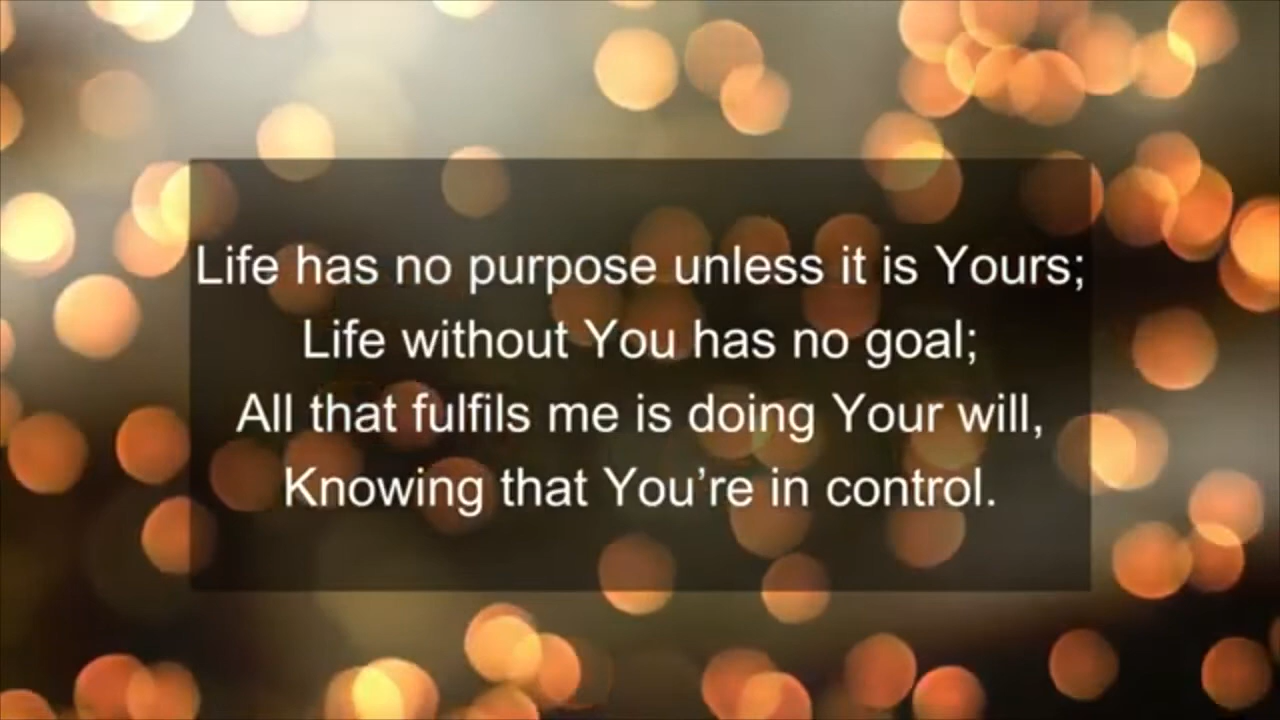 Life has no purpose unless it is Yours;
Life without You has no goal;
All that fulfils me is doing Your will,
Knowing that You’re in control.